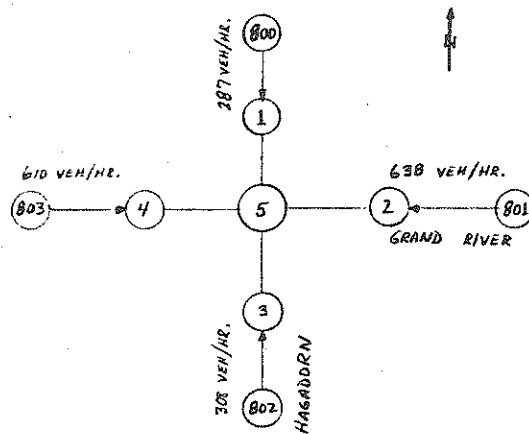 800
N
287 VEH/HR.
1
610 VEH/HR.
638 VEH/HR.
803
4
5
2
801
GRAND RIVER
3
308 VEH/HR.
HAGADORN
802